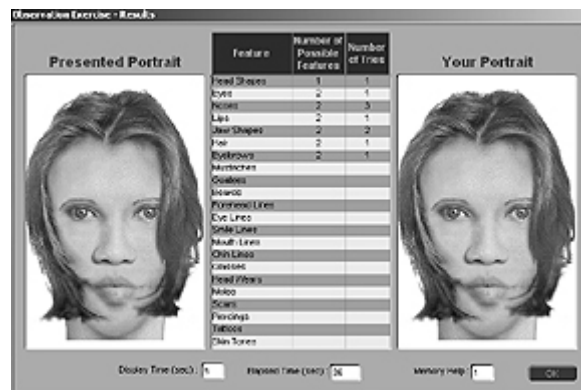 Observation Exercise - Results
Presented Portrait
Feature
Number of Possible Features
Number of Tries
Your Portrait
Head Shapes 1 1
Eyes 2 1
Noses 2 3
Lips 2 1
Jaw Shapes 2 2
Hair 2 1
Eyebrows 2 1
Mustaches
Goatees
Beards
Forehead Lines
Eye Lines
Smile Lines
Mouth Lines
Chin Lines
Glasses
Head Wears
Moles
Scars
Piercings
Tattoos
Skin Tones
Display Time (sec) : Elapsed Time (sec) : 36 Memory Help : 1 OK